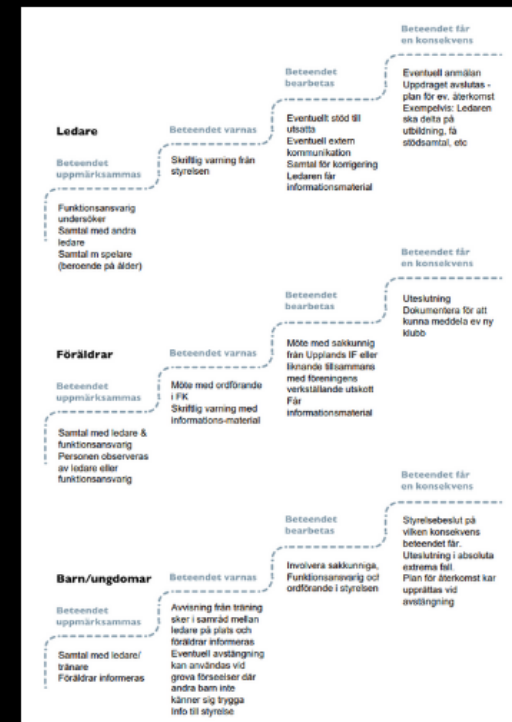 Ledare
Beteendet
uppmärksammas
Funktionsansvarig
undersöker
Samtal med andra
ledare
Samtal m spelare
(beroende på ålder)
Beteendet varnas
Skriftlig varning från
styrelsen
Beteendet
bearbetas
Eventuellt stöd till
utsatta
Eventuell extern
kommunikation
Samtal för korrigering
Ledaren får
informationsmaterial
Beteendet får
en konsekvens
Eventuell anmälan
Uppdraget avslutas -
plan för ev. återkomst
Exempelvis: Ledaren
ska delta på
utbildning, få
stödsamtal, etc
Föräldrar
Beteendet
uppmärksammas
Samtal med ledare &
funktionsansvarig
Personen observeras
av ledare eller
funktionsansvarig
Beteendet varnas
Möte med ordförande
i FK
Skriftlig varning med
informations-material
Beteendet
bearbetas
Möte med sakkunnig
från Upplands IF eller
liknande tillsammans
med föreningens
verkställande utskott
Får
informationsmaterial
Beteendet får
en konsekvens
Uteslutning
Dokumentera för att
kunna meddela ev ny
klubb
Barn/ungdomar
Beteendet
uppmärksammas
Samtal med ledare/
tränare
Föräldrar informeras
Beteendet varnas
Avvisning från träning
sker i samråd mellan
ledare på plats och
föräldrar informeras
Eventuell avstängning
kan användas vid
grova förseelser där
andra barn inte
känner sig trygga
Info till styrelse
Beteendet
bearbetas
Involvera sakkunniga,
Funktionsansvarig och
ordförande i styrelsen
Beteendet får
en konsekvens
Styrelsebeslut på
vilken konsekvens
beteendet får.
Uteslutning i absoluta
extrema fall.
Plan för återkomst kan
upprättas vid
avstängning